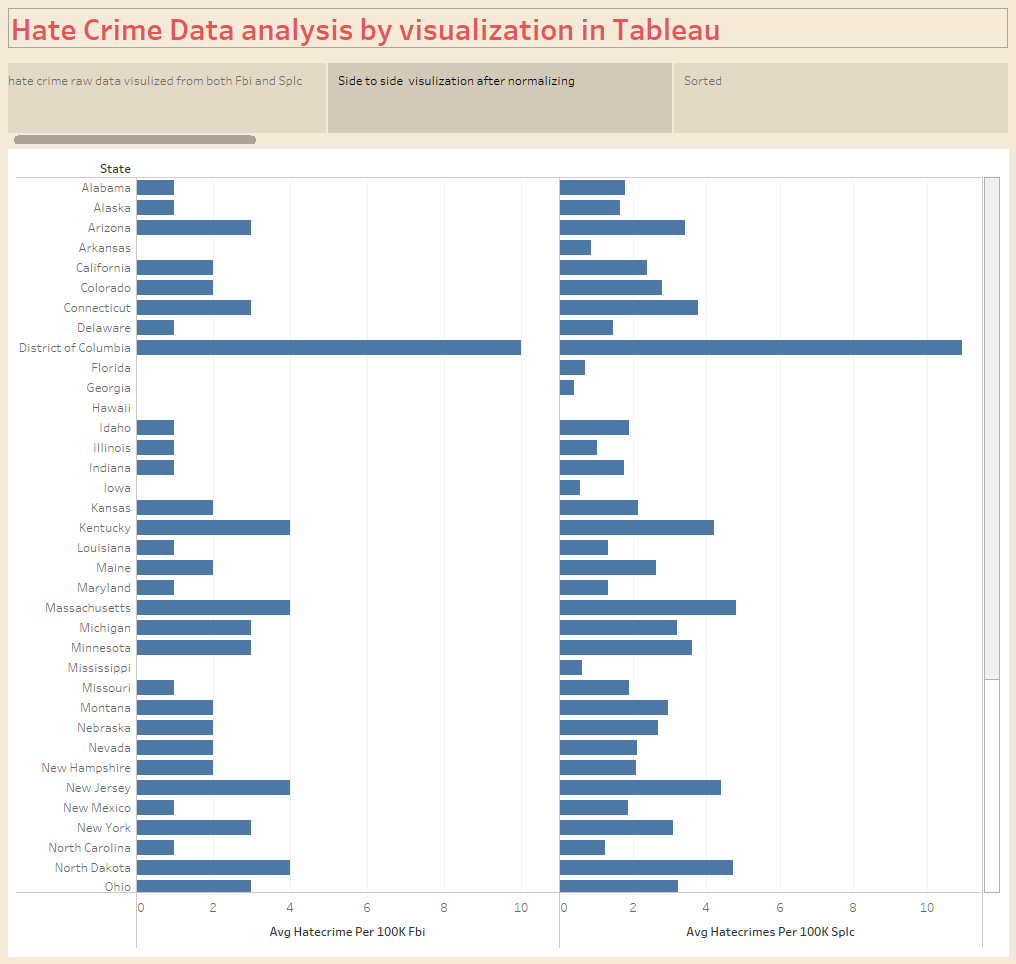 Hate Crime Data analysis by visualization in Tableau
hate crime raw data visulized from both Fbi and Splc
Side to side  visulization after normalizing
Sorted
State
Alabama
Alaska
Arizona
Arkansas
California
Colorado
Connecticut
Delaware
District of Columbia
Florida
Georgia
Hawaii
Idaho
Illinois
Indiana
Iowa
Kansas
Kentucky
Louisiana
Maine
Maryland
Massachusetts
Michigan
Minnesota
Mississippi
Missouri
Montana
Nebraska
Nevada
New Hampshire
New Jersey
New Mexico
New York
North Carolina
North Dakota
Ohio
0 2 4 6 8 10 0 2 4 6 8 10
Avg Hatecrime Per 100K Fbi Avg Hatecrimes Per 100K Splc